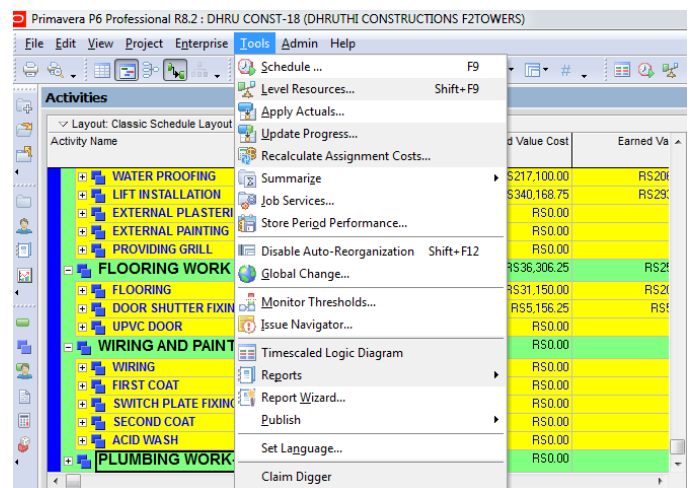 Primavera P6 Professional R8.2 : DHRU CONST-18 (DHRUTHI CONSTRUCTIONS F2TOWERS)
File Edit View Project Enterprise Tools Admin Help
Schedule ... F9
Level Resources... Shift+F9
Apply Actuals...
Update Progress...
Recalculate Assignment Costs...
Summarize
Job Services...
Store Period Performance...
Disable Auto-Reorganization Shift+F12
Global Change...
Monitor Thresholds...
Issue Navigator...
Timescaled Logic Diagram
Reports
Report Wizard...
Publish
Set Language...
Claim Digger
Activities
Layout: Classic Schedule Layout
Activity Name d Value Cost Earned Va
WATER PROOFING S217,100.00 RS206
LIFT INSTALLATION S340,168.75 RS293
EXTERNAL PLASTERI RS0.00
EXTERNAL PAINTING RS0.00
PROVIDING GRILL RS0.00
FLOORING WORK RS36,306.25 RS25
FLOORING RS31,150.00 RS20
DOOR SHUTTER FIXIN RS5,156.25 RS5
UPVC DOOR RS0.00
WIRING AND PAINT RS0.00
WIRING RS0.00
FIRST COAT RS0.00
SWITCH PLATE FIXING RS0.00
SECOND COAT RS0.00
ACID WASH RS0.00
PLUMBING WORK- RS0.00